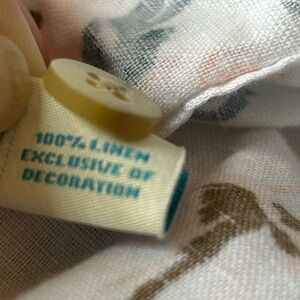 100% LINEN
EXCLUSIVE OF
DECORATION